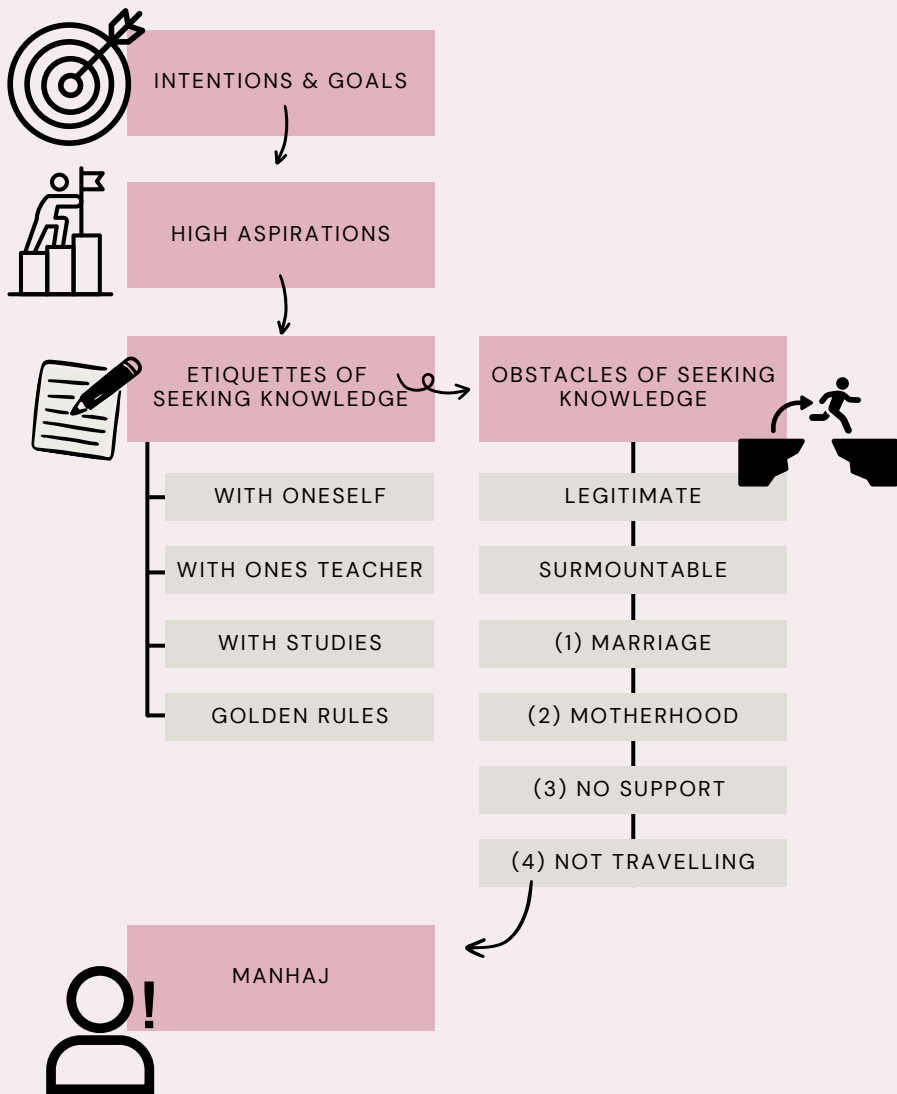 INTENTIONS & GOALS
HIGH ASPIRATIONS
ETIQUETTES OF
SEEKING KNOWLEDGE
WITH ONESELF
WITH ONES TEACHER
WITH STUDIES
GOLDEN RULES
OBSTACLES OF SEEKING
KNOWLEDGE
LEGITIMATE
SURMOUNTABLE
(1) MARRIAGE
(2) MOTHERHOOD
(3) NO SUPPORT
(4) NOT TRAVELLING
MANHAJ
!